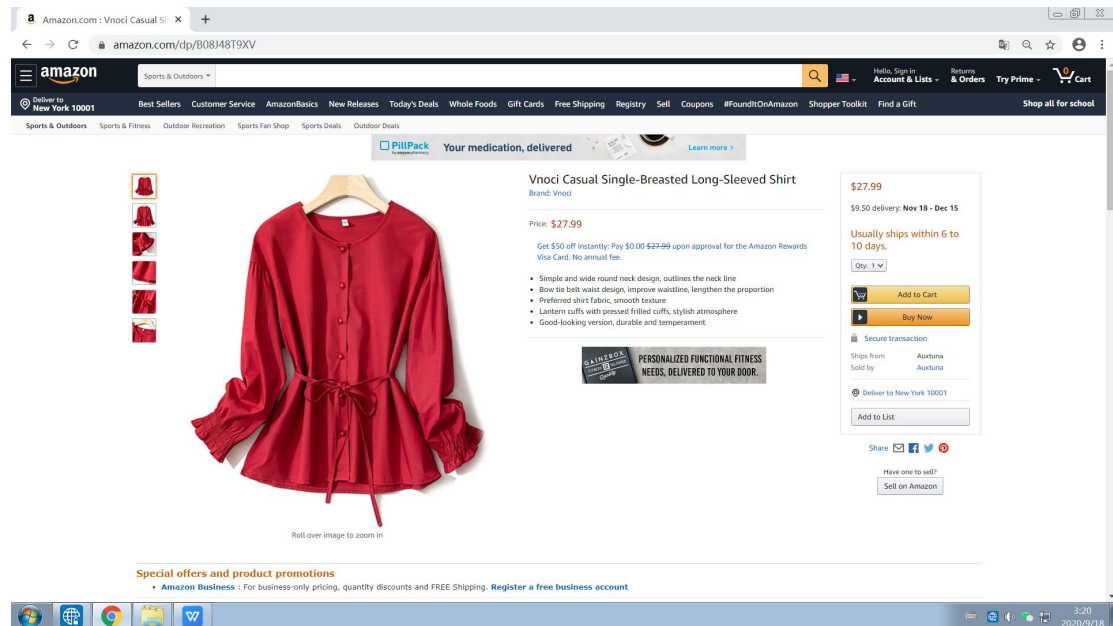 Amazon.com : Vnoci Casual Si
amazon.com/dp/B08J48T9XV
amazon
Sports & Outdoors
Hello, Sign in
Account & Lists
Returns
& Orders
Try Prime
0
Cart
Deliver to
New York 10001
Best Sellers Customer Service AmazonBasics New Releases Today's Deals Whole Foods Gift Cards Free Shipping Registry Sell Coupons #FoundItOnAmazon Shopper Toolkit Find a Gift
Shop all for school
Sports & Outdoors Sports & Fitness Outdoor Recreation Sports Fan Shop Sports Deals Outdoor Deals
PillPack
by amazon pharmacy
Your medication, delivered
Learn more >
Vnoci Casual Single-Breasted Long-Sleeved Shirt
Brand: Vnoci
Price: $27.99
Get $50 off instantly: Pay $0.00 $27.99 upon approval for the Amazon Rewards
Visa Card. No annual fee.
• Simple and wide round neck design, outlines the neck line
• Bow tie belt waist design, improve waistline, lengthen the proportion
• Preferred shirt fabric, smooth texture
• Lantern cuffs with pressed frilled cuffs, stylish atmosphere
• Good-looking version, durable and temperament
GAINZBOX
PERSONALIZED FUNCTIONAL FITNESS
NEEDS, DELIVERED TO YOUR DOOR.
$27.99
$9.50 delivery: Nov 18 - Dec 15
Usually ships within 6 to
10 days.
Qty: 1
Add to Cart
Buy Now
Secure transaction
Ships from Auxtuna
Sold by Auxtuna
Deliver to New York 10001
Add to List
Share
Have one to sell?
Sell on Amazon
Roll over image to zoom in
Special offers and product promotions
• Amazon Business : For business-only pricing, quantity discounts and FREE Shipping. Register a free business account
3:20
2020/9/18